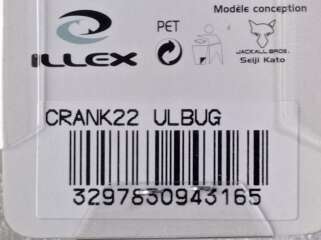 Modèle conception
PET
ILLEX
JACKALL BROS.
Seiji Kato
CRANK22 ULBUG
3297830943165